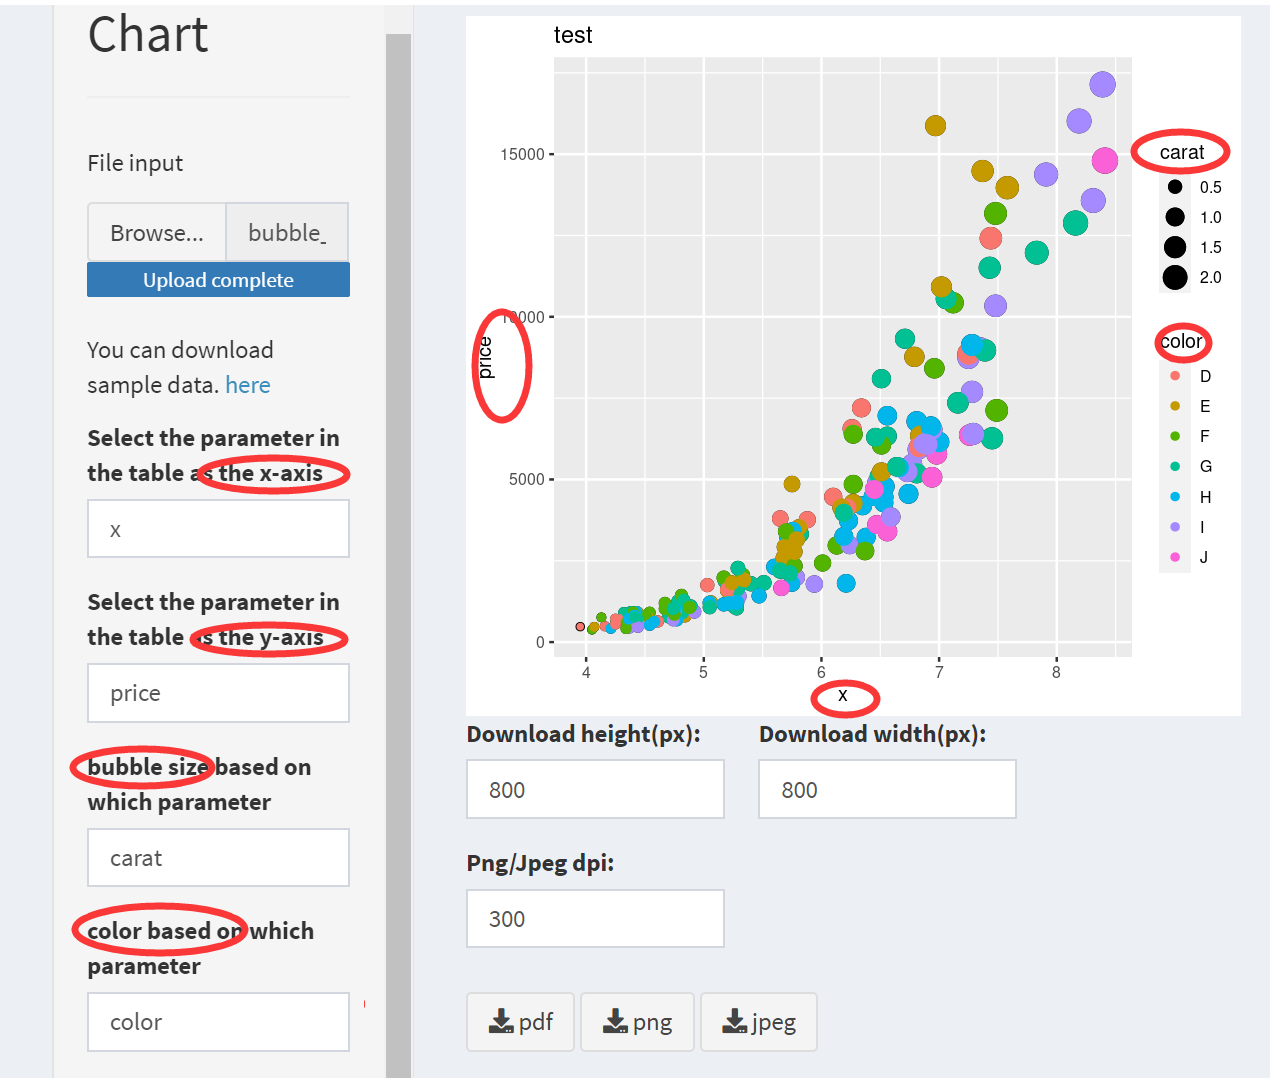 Chart
File input
Browse...
bubble_
Upload complete
You can download
sample data. here
Select the parameter in
the table as the x-axis
x
Select the parameter in
the table as the y-axis
price
bubble size based on
which parameter
carat
color based on which
parameter
color
test
15000
10000
5000
0
price
4
5
6
7
8
x
carat
0.5
1.0
1.5
2.0
color
D
E
F
G
H
I
J
Download height(px):
Download width(px):
800
800
Png/Jpeg dpi:
300
pdf
png
jpeg